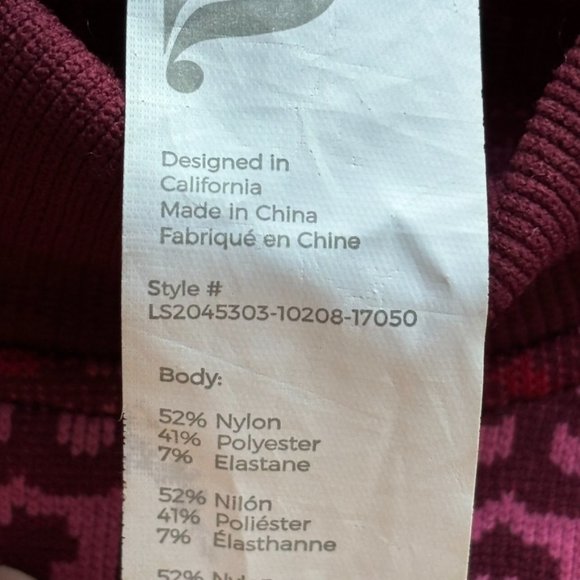 Designed in
California
Made in China
Fabriqué en Chine
Style #
LS2045303-10208-17050
Body:
52% Nylon
41% Polyester
7% Elastane
52% Nilón
41% Poliéster
7% Élasthanne
52%